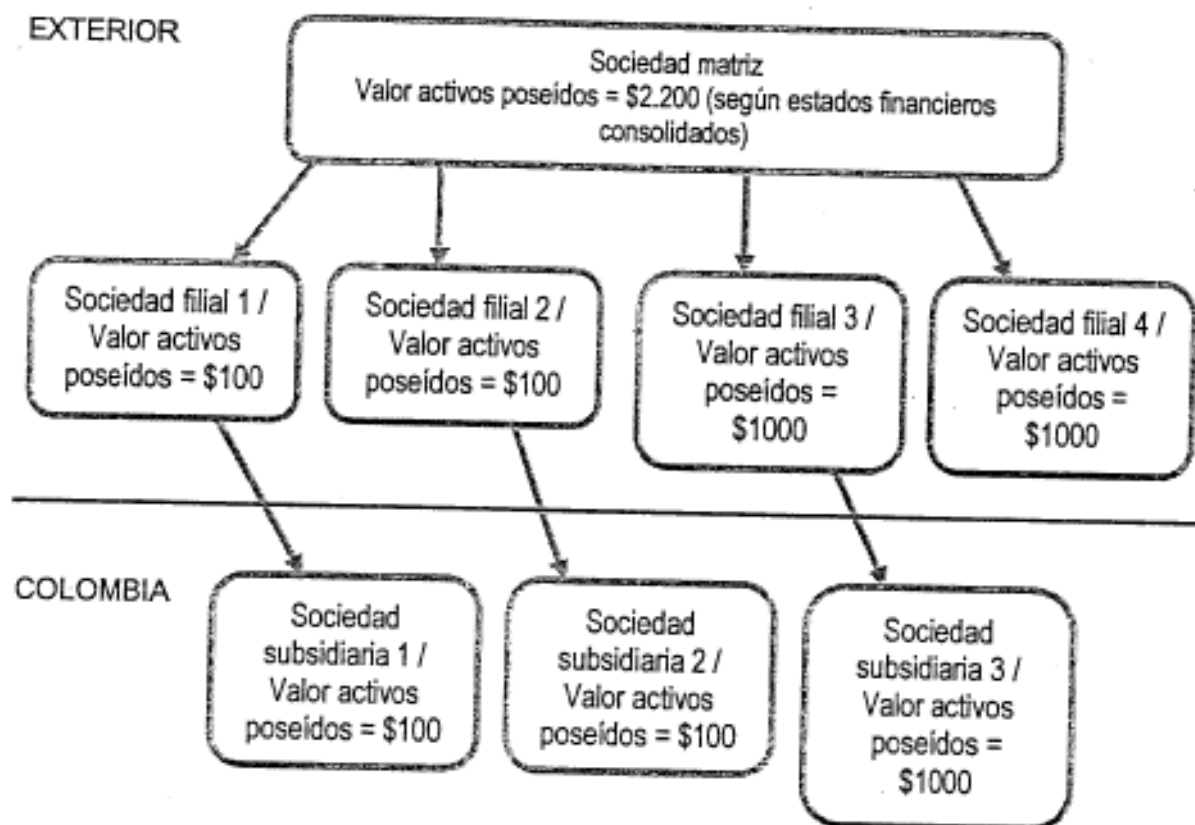 EXTERIOR
Sociedad matriz
Valor activos poseídos = $2.200 (según estados financieros
consolidados)
Sociedad filial 1 /
Valor activos
poseídos = $100
Sociedad filial 2 /
Valor activos
poseídos = $100
Sociedad filial 3 /
Valor activos
poseídos =
$1000
Sociedad filial 4 /
Valor activos
poseídos =
$1000
COLOMBIA
Sociedad
subsidiaria 1 /
Valor activos
poseídos = $100
Sociedad
subsidiaria 2 /
Valor activos
poseídos = $100
Sociedad
subsidiaria 3 /
Valor activos
poseídos =
$1000